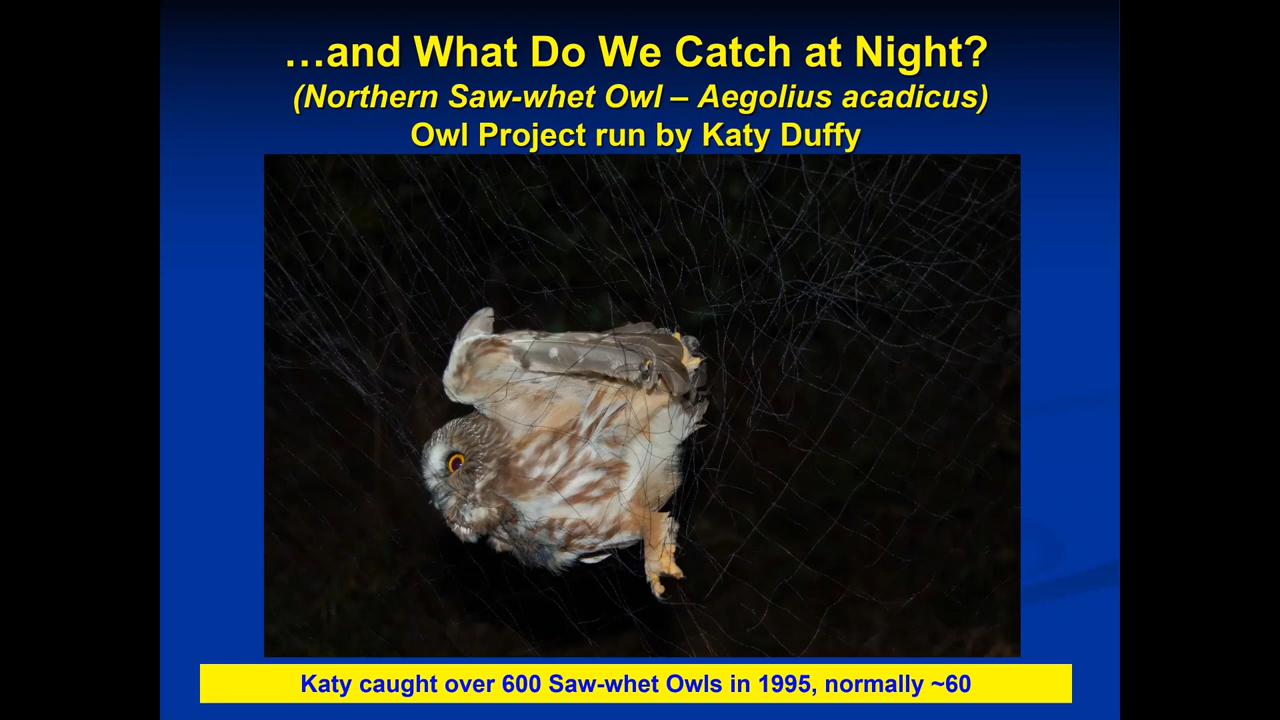 …and What Do We Catch at Night?
(Northern Saw-whet Owl – Aegolius acadicus)
Owl Project run by Katy Duffy
Katy caught over 600 Saw-whet Owls in 1995, normally ~60